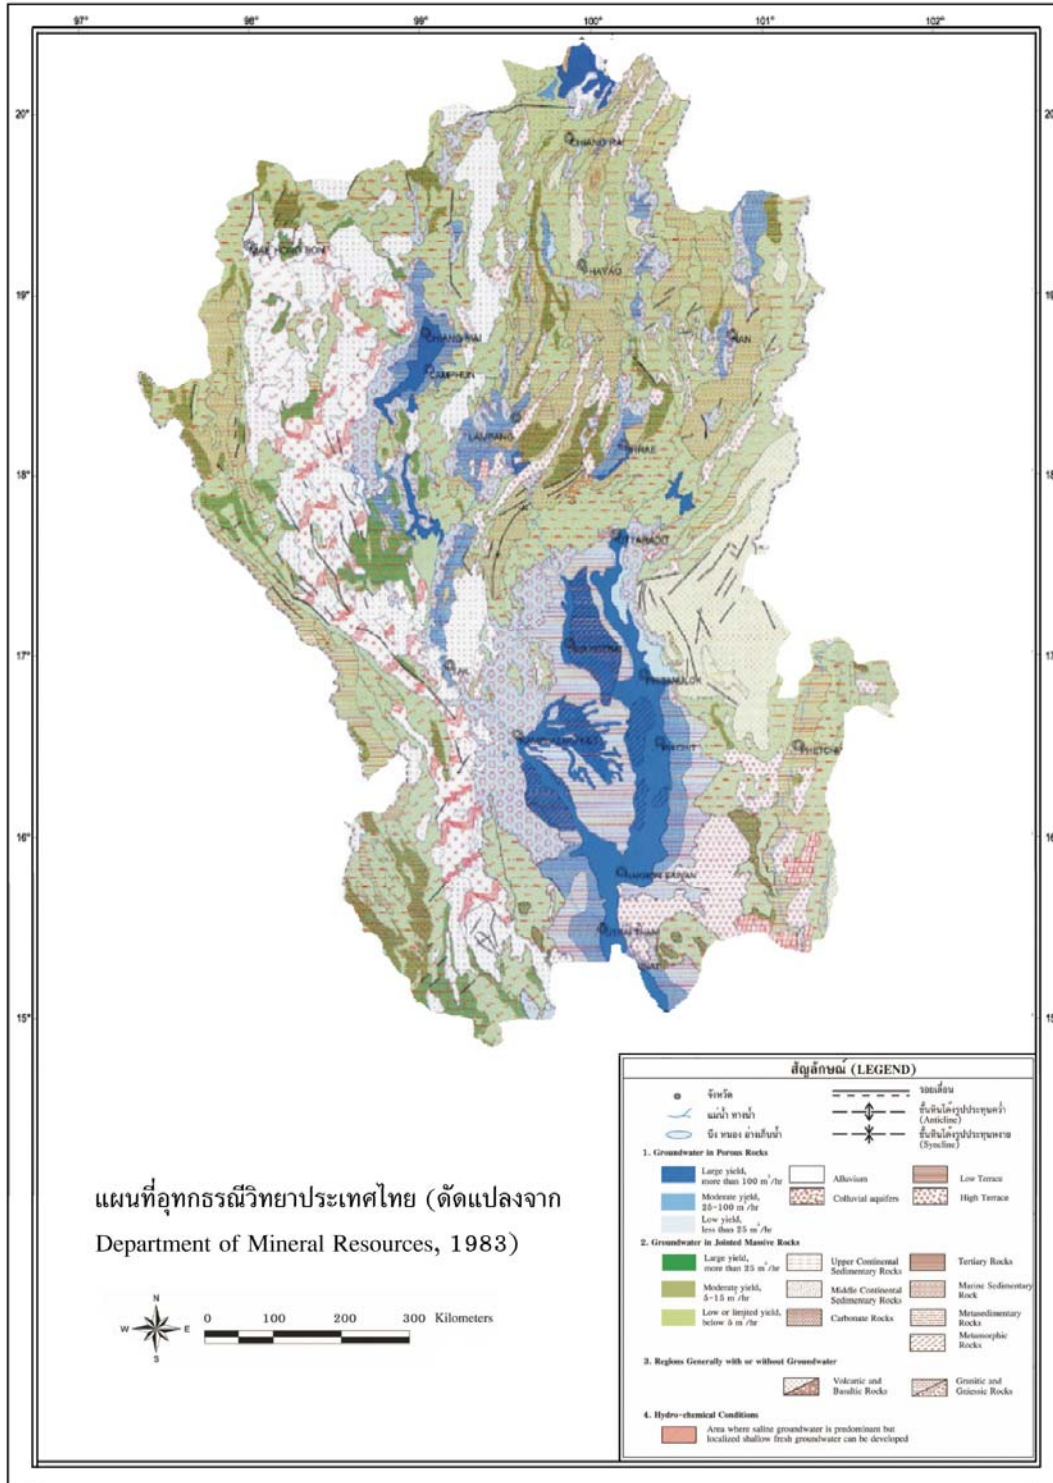 97° 98° 99° 100° 101° 102°
20° 20
CHIANG RA
MAE HONG SON
PHAYAO
19° 19°
CHIANG MAI
NAN
LAMPHUN
LAMPANG
PHRAE
18° 18°
UTTARADIT
17° 17°
TAK
PHITSANULOK
PHICHIT
PHETCHA
16° 16°
NAKHON SAWAN
UTHAI THANI
15° 15°
สัญลักษณ์ (LEGEND)
จังหวัด
แม่น้ำ ทางน้ำ
บึง หนอง อ่างเก็บน้ำ
รอยเลื่อน
ชั้นหินโค้งรูปประทุนคว่ำ
(Anticline)
ชั้นหินโค้งรูปประทุนหงาย
(Syncline)
1. Groundwater in Porous Rocks
Large yield,
more than 100 m³/hr
Alluvium
Low Terrace
Moderate yield,
25-100 m³/hr
Colluvial aquifers
High Terrace
Low yield,
less than 25 m³/hr
2. Groundwater in Jointed Massive Rocks
Large yield,
more than 25 m³/hr
Upper Continental
Sedimentary Rocks
Tertiary Rocks
Moderate yield,
5-15 m³/hr
Middle Continental
Sedimentary Rocks
Marine Sedimentary
Rock
Low or limited yield,
below 5 m³/hr
Carbonate Rocks
Metasedimentary
Rocks
Metamorphic
Rocks
3. Regions Generally with or without Groundwater
Volcanic and
Basaltic Rocks
Granitic and
Gneissic Rocks
4. Hydro-chemical Conditions
Area where saline groundwater is predominant but
localized shallow fresh groundwater can be developed
แผนที่อุทกธรณีวิทยาประเทศไทย (ดัดแปลงจาก
Department of Mineral Resources, 1983)
N
W E
S
0 100 200 300 Kilometers